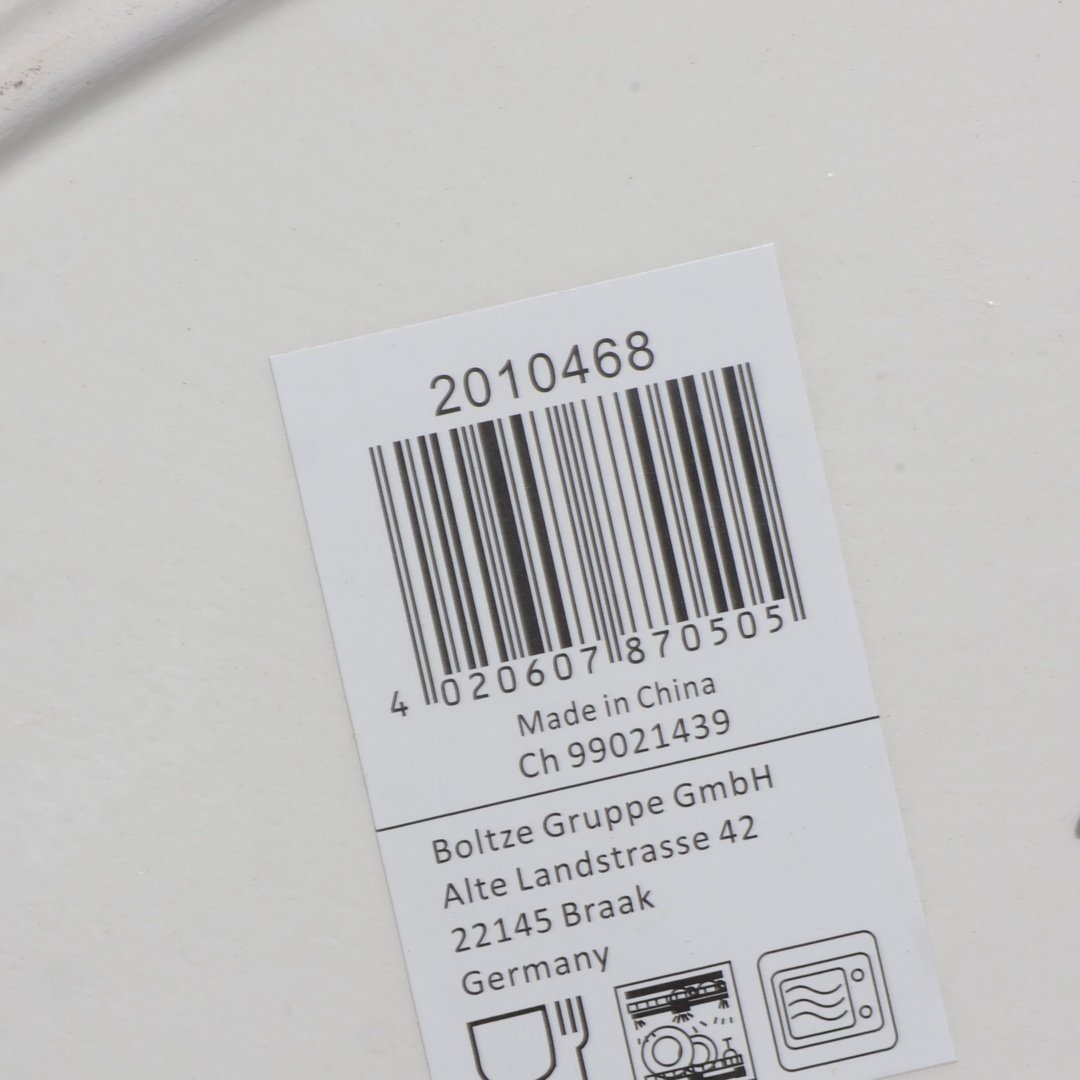 2010468
4 020607 870505
Made in China
Ch 99021439
Boltze Gruppe GmbH
Alte Landstrasse 42
22145 Braak
Germany